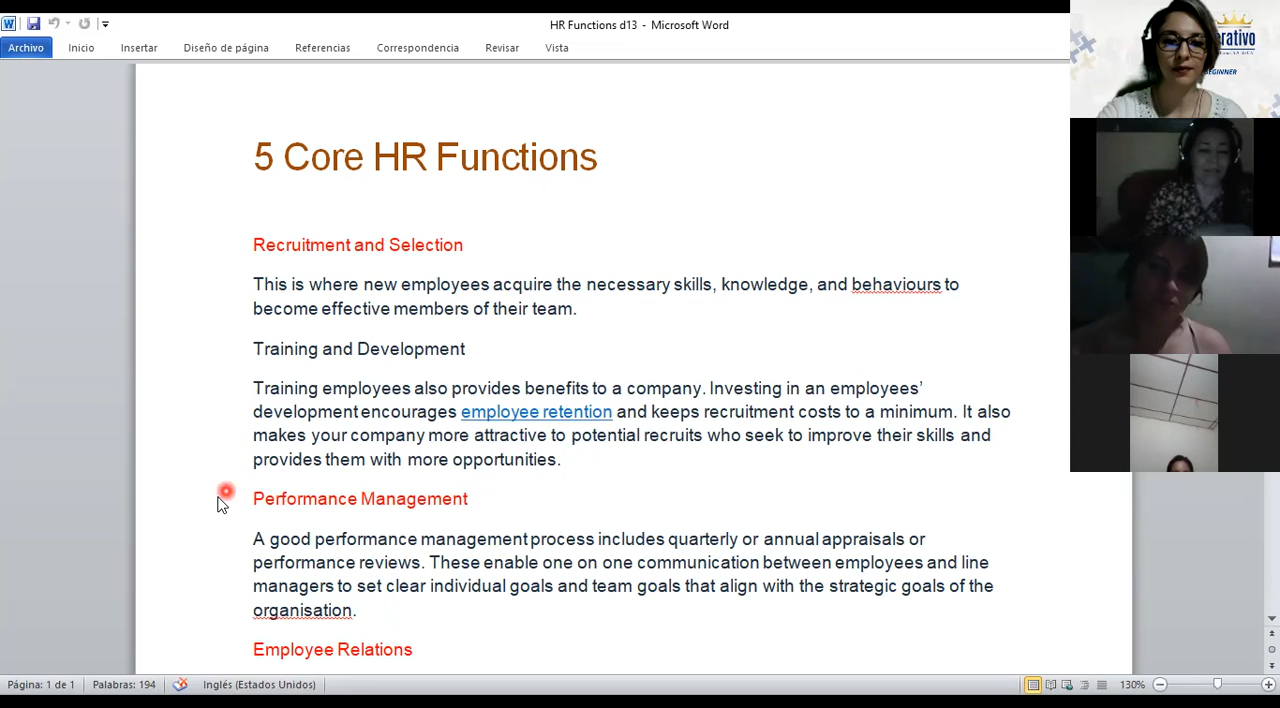 HR Functions d13 - Microsoft Word
Archivo Inicio Insertar Diseño de página Referencias Correspondencia Revisar Vista
rativo
BEGINNER
5 Core HR Functions
Recruitment and Selection
This is where new employees acquire the necessary skills, knowledge, and behaviours to
become effective members of their team.
Training and Development
Training employees also provides benefits to a company. Investing in an employees’
development encourages employee retention and keeps recruitment costs to a minimum. It also
makes your company more attractive to potential recruits who seek to improve their skills and
provides them with more opportunities.
Performance Management
A good performance management process includes quarterly or annual appraisals or
performance reviews. These enable one on one communication between employees and line
managers to set clear individual goals and team goals that align with the strategic goals of the
organisation.
Employee Relations
Página: 1 de 1 Palabras: 194 Inglés (Estados Unidos) 130%